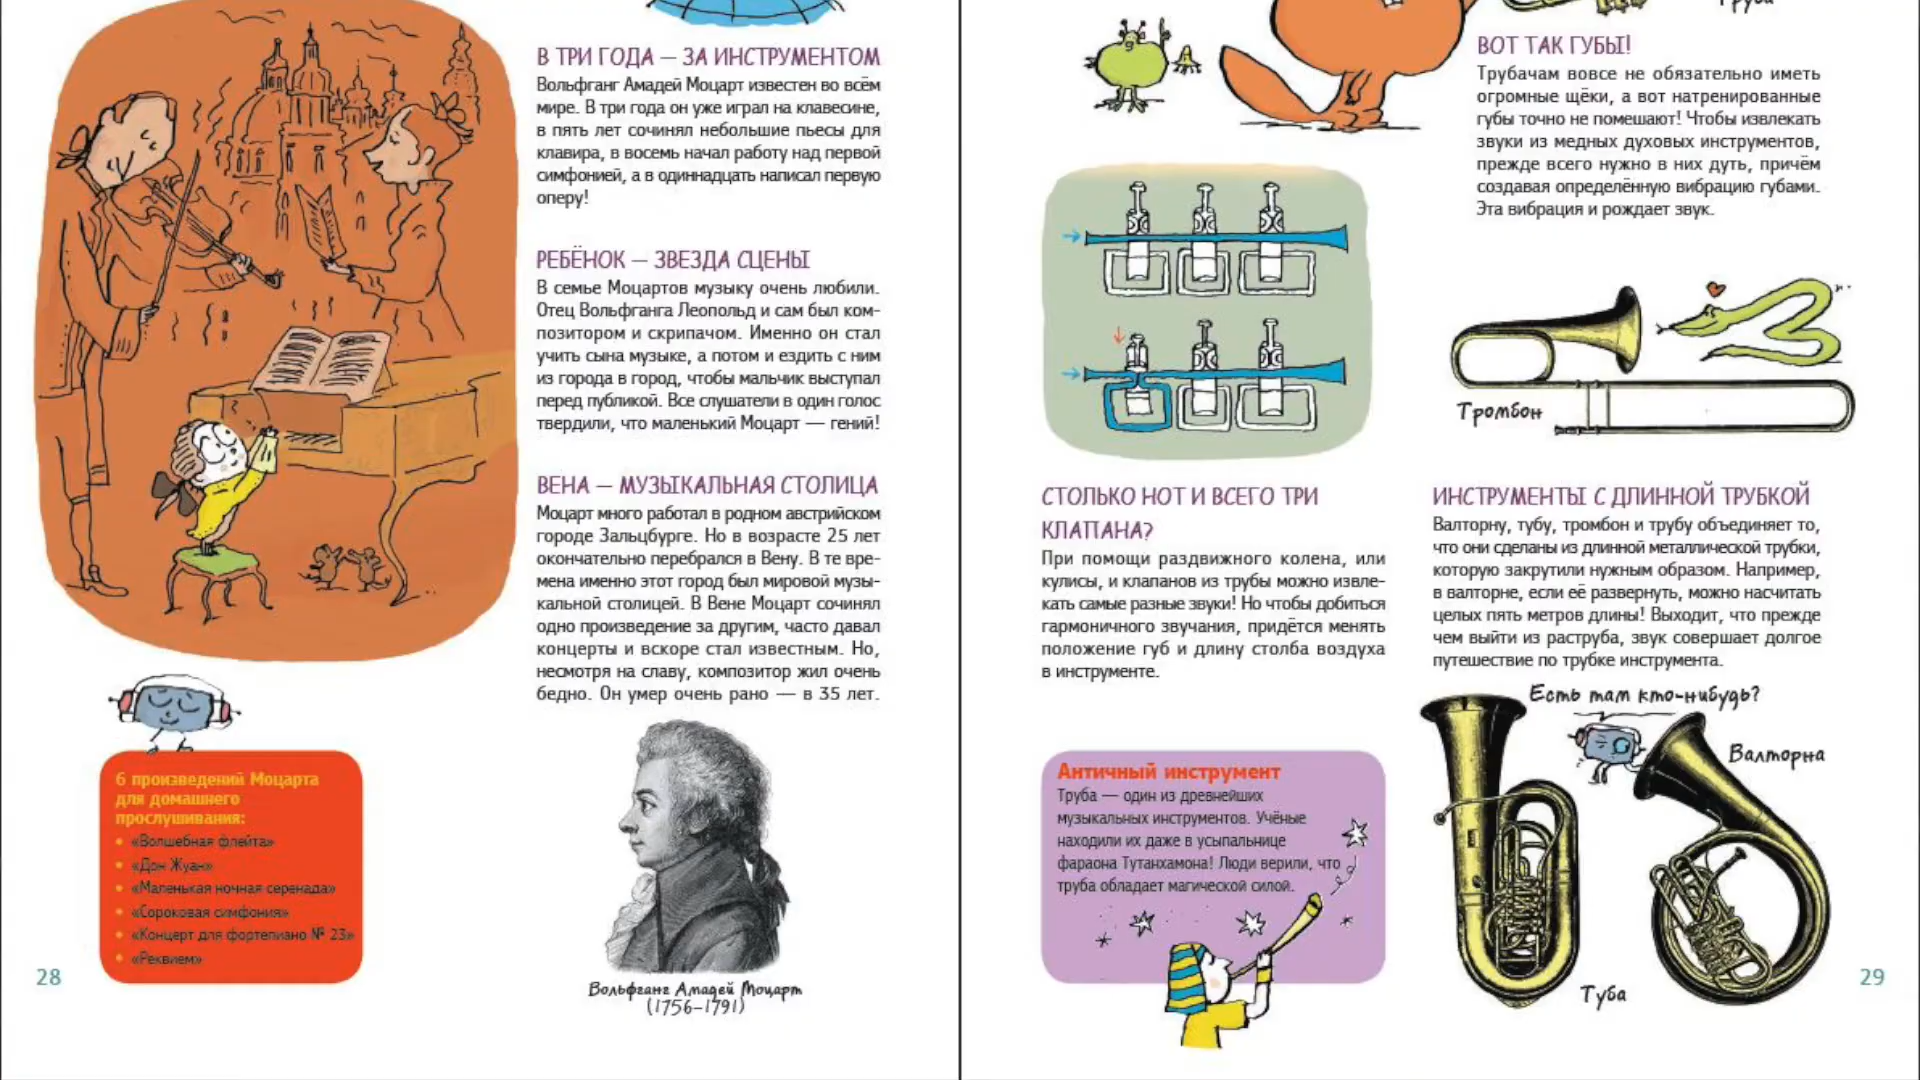 В ТРИ ГОДА — ЗА ИНСТРУМЕНТОМ
Вольфганг Амадей Моцарт известен во всём
мире. В три года он уже играл на клавесине,
в пять лет сочинял небольшие пьесы для
клавира, в восемь начал работу над первой
симфонией, а в одиннадцать написал первую
оперу!
РЕБЁНОК — ЗВЕЗДА СЦЕНЫ
В семье Моцартов музыку очень любили.
Отец Вольфганга Леопольд и сам был ком-
позитором и скрипачом. Именно он стал
учить сына музыке, а потом и ездить с ним
из города в город, чтобы мальчик выступал
перед публикой. Все слушатели в один голос
твердили, что маленький Моцарт — гений!
ВЕНА — МУЗЫКАЛЬНАЯ СТОЛИЦА
Моцарт много работал в родном австрийском
городе Зальцбурге. Но в возрасте 25 лет
окончательно перебрался в Вену. В те вре-
мена именно этот город был мировой музы-
кальной столицей. В Вене Моцарт сочинял
одно произведение за другим, часто давал
концерты и вскоре стал известным. Но,
несмотря на славу, композитор жил очень
бедно. Он умер очень рано — в 35 лет.
6 произведений Моцарта
для домашнего
прослушивания:
• «Волшебная флейта»
• «Дон Жуан»
• «Маленькая ночная серенада»
• «Сороковая симфония»
• «Концерт для фортепиано № 23»
• «Реквием»
Вольфганг Амадей Моцарт
(1756–1791)
28
Труба
ВОТ ТАК ГУБЫ!
Трубачам вовсе не обязательно иметь
огромные щёки, а вот натренированные
губы точно не помешают! Чтобы извлекать
звуки из медных духовых инструментов,
прежде всего нужно в них дуть, причём
создавая определённую вибрацию губами.
Эта вибрация и рождает звук.
Тромбон
СТОЛЬКО НОТ И ВСЕГО ТРИ
КЛАПАНА?
При помощи раздвижного колена, или
кулисы, и клапанов из трубы можно извле-
кать самые разные звуки! Но чтобы добиться
гармоничного звучания, придётся менять
положение губ и длину столба воздуха
в инструменте.
ИНСТРУМЕНТЫ С ДЛИННОЙ ТРУБКОЙ
Валторну, тубу, тромбон и трубу объединяет то,
что они сделаны из длинной металлической трубки,
которую закрутили нужным образом. Например,
в валторне, если её развернуть, можно насчитать
целых пять метров длины! Выходит, что прежде
чем выйти из раструба, звук совершает долгое
путешествие по трубке инструмента.
Есть там кто-нибудь?
Валторна
Туба
Античный инструмент
Труба — один из древнейших
музыкальных инструментов. Учёные
находили их даже в усыпальнице
фараона Тутанхамона! Люди верили, что
труба обладает магической силой.
29